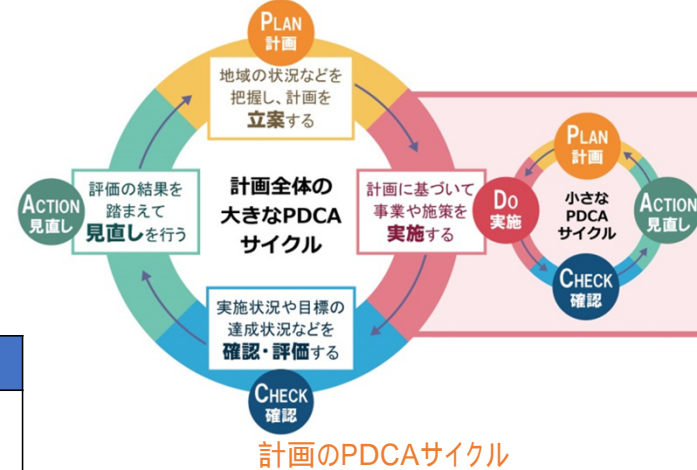 PLAN
計画
地域の状況などを
把握し、計画を
立案する
計画全体の
大きなPDCA
サイクル
ACTION
見直し
評価の結果を
踏まえて
見直しを行う
計画に基づいて
事業や施策を
実施する
DO
実施
PLAN
計画
小さな
PDCA
サイクル
ACTION
見直し
CHECK
確認
実施状況や目標の
達成状況などを
確認・評価する
CHECK
確認
計画のPDCAサイクル